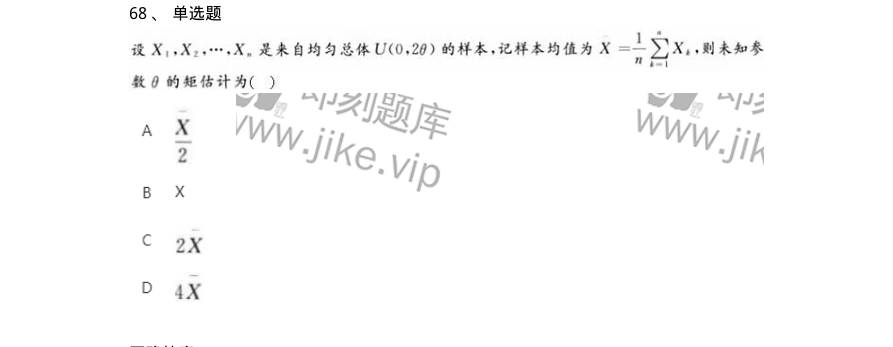 68、 单选题
设 X₁,X₂,…,Xₙ 是来自均匀总体 U(0,2θ) 的样本,记样本均值为 X̄ = 1/n ∑ₖ₌₁ⁿ Xₖ,则未知参
数 θ 的矩估计为( )
A X̄/2
B X
C 2X̄
D 4X̄
题库
www.jike.vip
www.jik